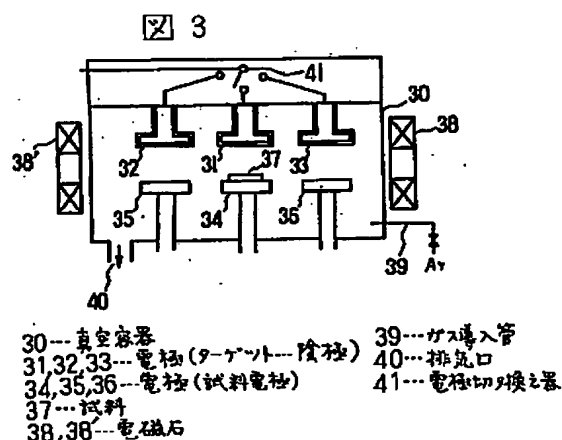 図 3
41
30
38'
38
32
31
37
33
35
34
36
39
Ar
40
30…真空容器
31,32,33…電極(ターゲット…陰極)
34,35,36…電極(試料電極)
37…試料
38,38'…電磁石
39…ガス導入管
40…排気口
41…電極切り換え器